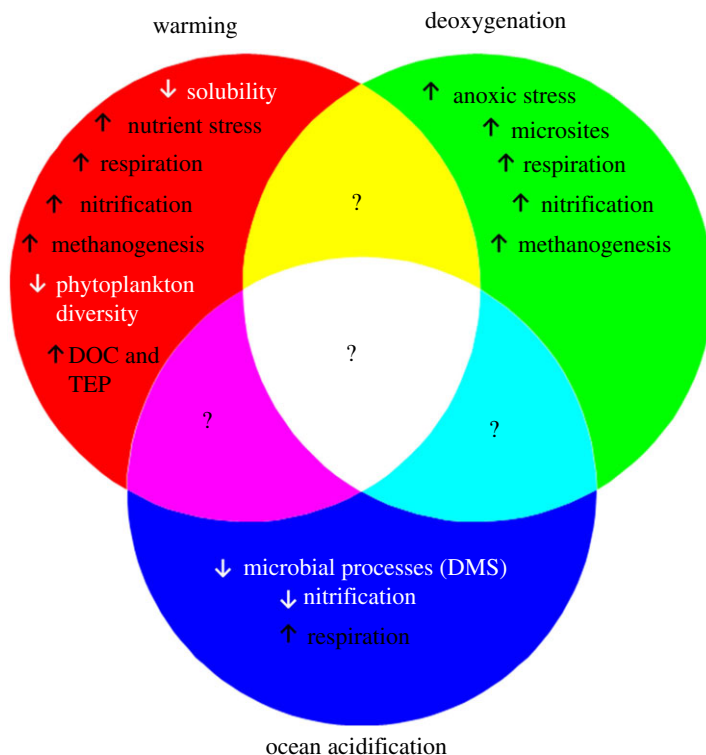 warming
deoxygenation
↓ solubility
↑ nutrient stress
↑ respiration
↑ nitrification
↑ methanogenesis
↓ phytoplankton
diversity
↑ DOC and
TEP
↑ anoxic stress
↑ microsites
↑ respiration
↑ nitrification
↑ methanogenesis
?
?
?
?
↓ microbial processes (DMS)
↓ nitrification
↑ respiration
ocean acidification